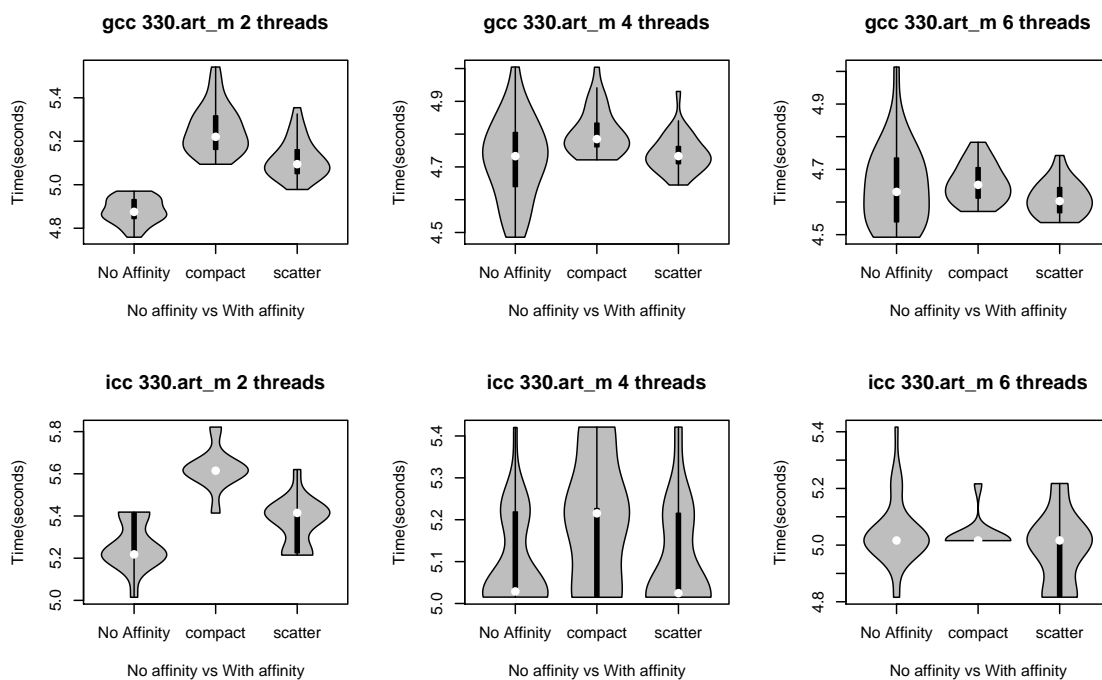 gcc 330.art_m 2 threads
Time(seconds)
5.4
5.2
5.0
4.8
No Affinity compact scatter
No affinity vs With affinity
gcc 330.art_m 4 threads
Time(seconds)
4.9
4.7
4.5
No Affinity compact scatter
No affinity vs With affinity
gcc 330.art_m 6 threads
Time(seconds)
4.9
4.7
4.5
No Affinity compact scatter
No affinity vs With affinity
icc 330.art_m 2 threads
Time(seconds)
5.8
5.6
5.4
5.2
5.0
No Affinity compact scatter
No affinity vs With affinity
icc 330.art_m 4 threads
Time(seconds)
5.4
5.3
5.2
5.1
5.0
No Affinity compact scatter
No affinity vs With affinity
icc 330.art_m 6 threads
Time(seconds)
5.4
5.2
5.0
4.8
No Affinity compact scatter
No affinity vs With affinity